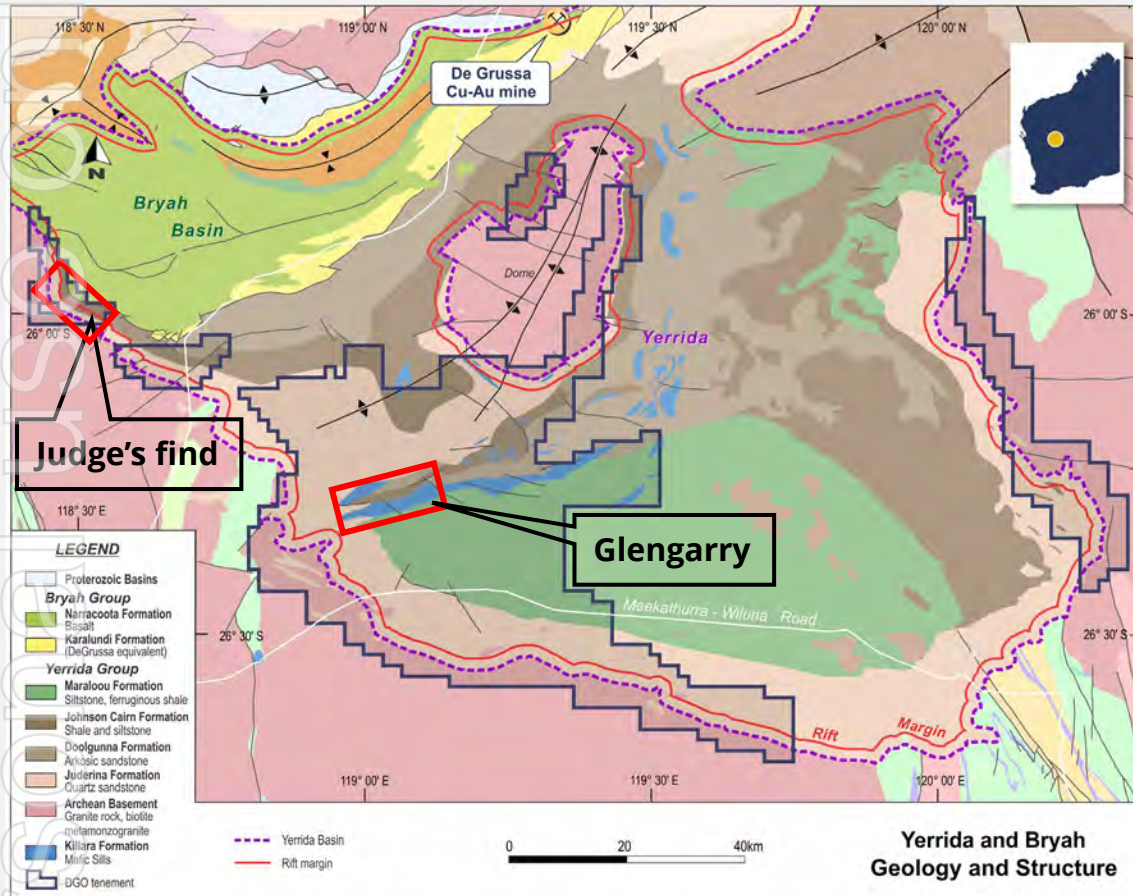 118° 30' N
119° 00' N
119° 30' N
120° 00' N
De Grussa
Cu-Au mine
N
Bryah
Basin
Dome
26° 00' S
26° 00' S
Yerrida
Judge's find
118° 30' E
Glengarry
Meekathurra - Wiluna Road
26° 30' S
26° 30' S
LEGEND
Proterozoic Basins
Bryah Group
Narracoota Formation
Basalt
Karalundi Formation
(DeGrussa equivalent)
Yerrida Group
Maraloou Formation
Siltstone, ferruginous shale
Johnson Cairn Formation
Shale and siltstone
Doolgunna Formation
Arkosic sandstone
Juderina Formation
Quartz sandstone
Archean Basement
Granite rock, biotite
metamonzogranite
Killara Formation
Mafic Sills
DGO tenement
Rift Margin
119° 00' E
119° 30' E
120° 00' E
Yerrida Basin
Rift margin
0 20 40km
Yerrida and Bryah
Geology and Structure